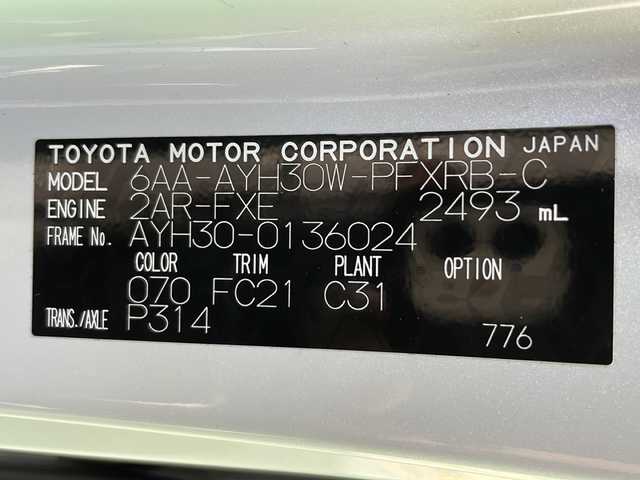 TOYOTA MOTOR CORPORATION JAPAN
MODEL 6AA-AYH30W-PFXRB-C
ENGINE 2AR-FXE 2493 mL
FRAME No. AYH30-0136024
COLOR TRIM PLANT OPTION
070 FC21 C31
TRANS./AXLE P314
776